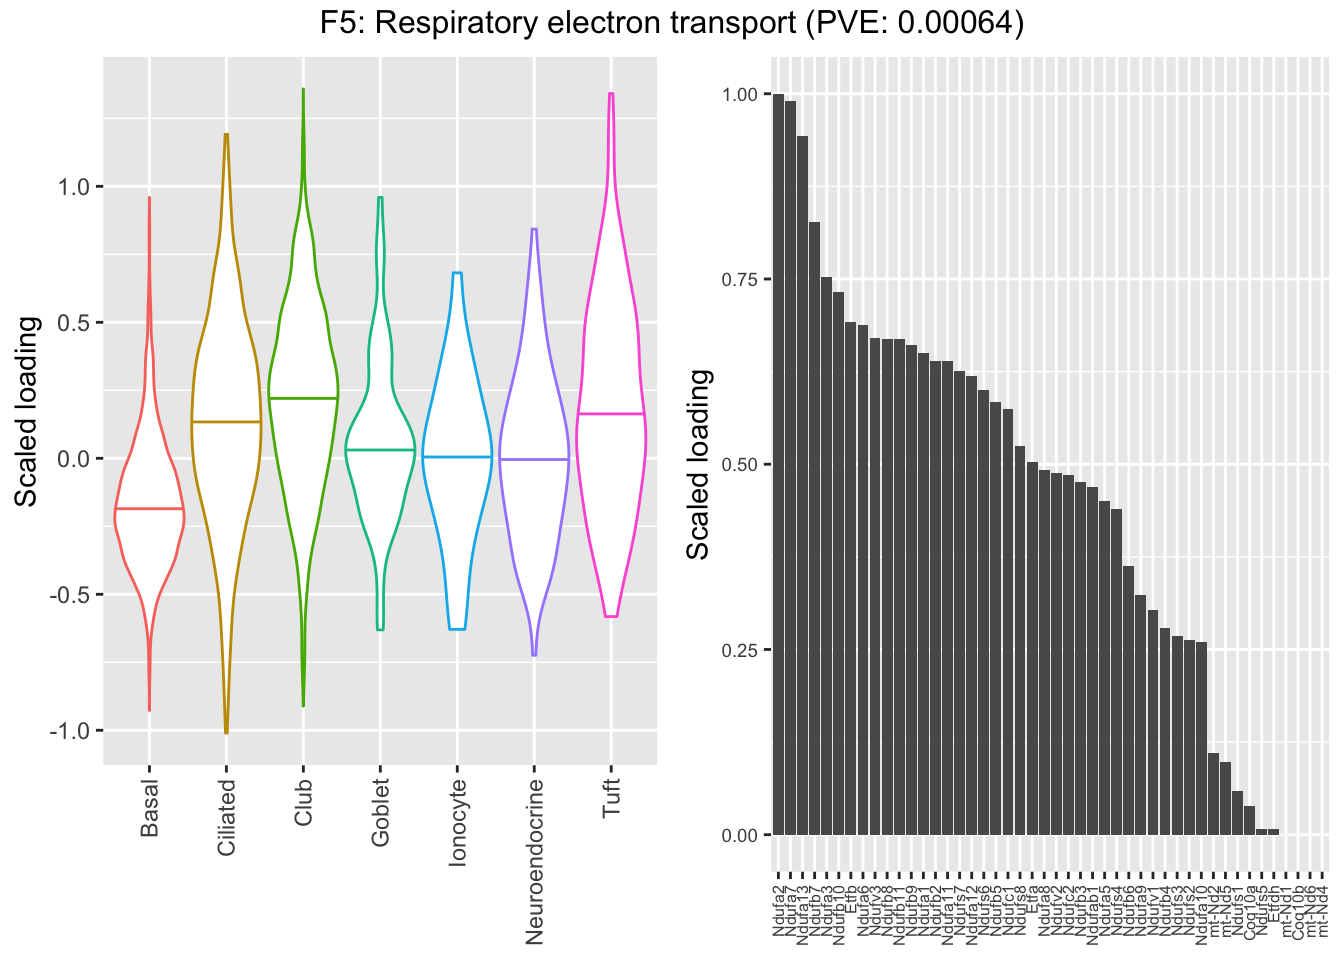 F5: Respiratory electron transport (PVE: 0.00064)
Scaled loading
1.0
0.5
0.0
-0.5
-1.0
Basal
Ciliated
Club
Goblet
Ionocyte
Neuroendocrine
Tuft
Scaled loading
1.00
0.75
0.50
0.25
0.00
Ndufa2
Ndufa7
Ndufa13
Ndufb7
Ndufa3
Ndufb10
Etfb
Ndufa6
Ndufv3
Ndufb8
Ndufb11
Ndufb9
Ndufa1
Ndufb2
Ndufa11
Ndufs7
Ndufa12
Ndufs6
Ndufb5
Ndufc1
Ndufs8
Etfa
Ndufa8
Ndufv2
Ndufc2
Ndufb3
Ndufab1
Ndufa5
Ndufs4
Ndufb6
Ndufa9
Ndufv1
Ndufb4
Ndufs3
Ndufs2
Ndufa10
mt-Nd2
mt-Nd5
Ndufs1
Coq10a
Ndufs5
Etfdh
mt-Nd1
Coq10b
mt-Nd6
mt-Nd4